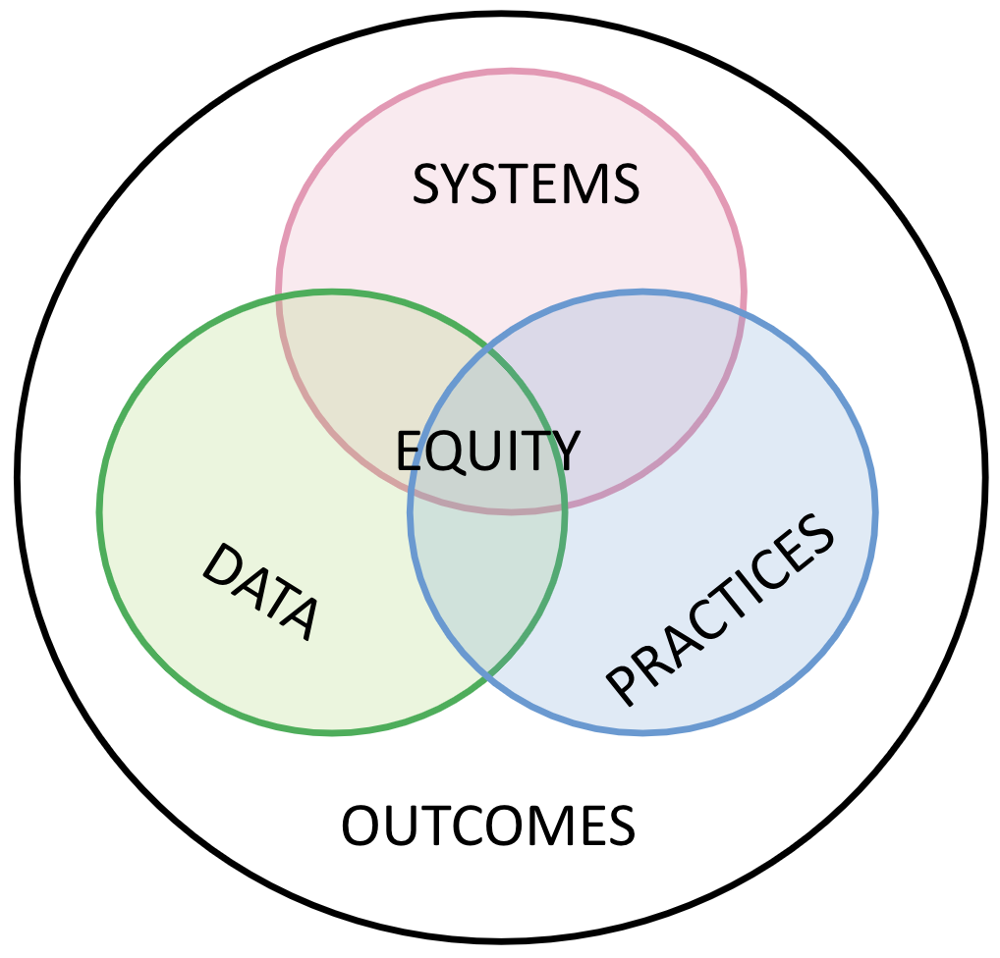 SYSTEMS
EQUITY
DATA
PRACTICES
OUTCOMES